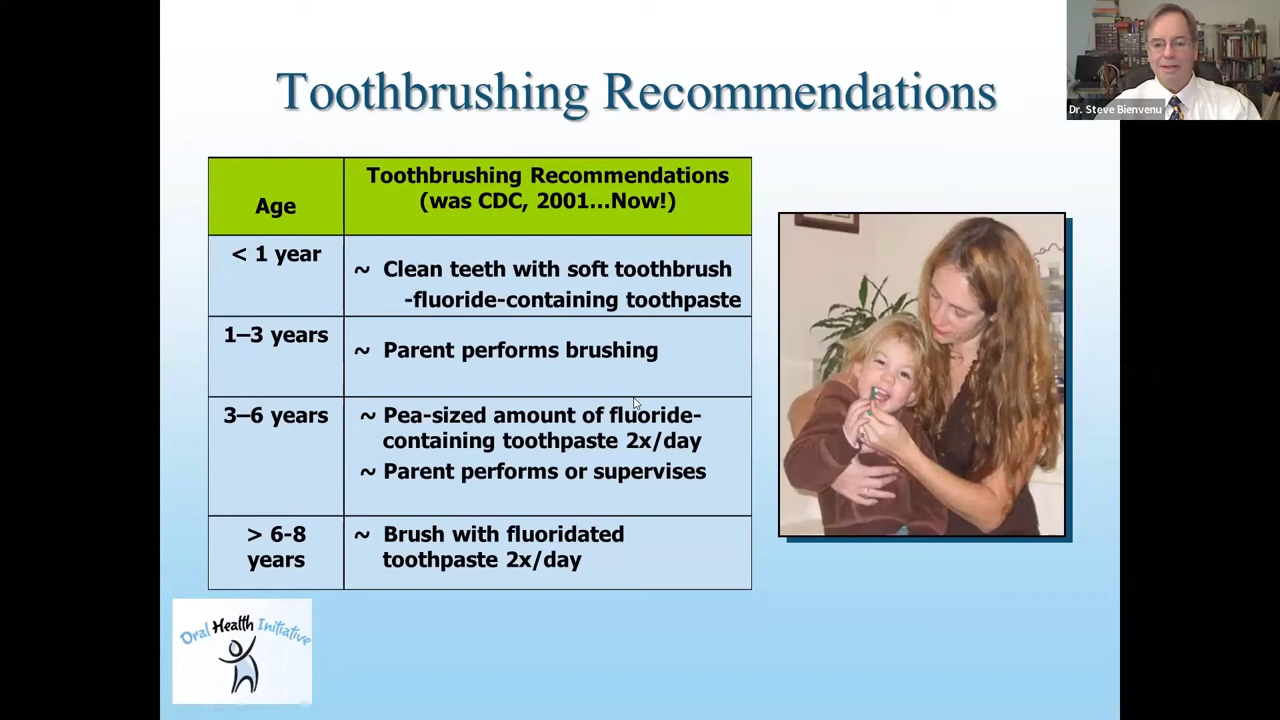 Toothbrushing Recommendations
Dr. Steve Bienvenu
Age
Toothbrushing Recommendations
(was CDC, 2001...Now!)
< 1 year
~ Clean teeth with soft toothbrush
-fluoride-containing toothpaste
1–3 years
~ Parent performs brushing
3–6 years
~ Pea-sized amount of fluoride-
containing toothpaste 2x/day
~ Parent performs or supervises
> 6-8
years
~ Brush with fluoridated
toothpaste 2x/day
Oral Health Initiative